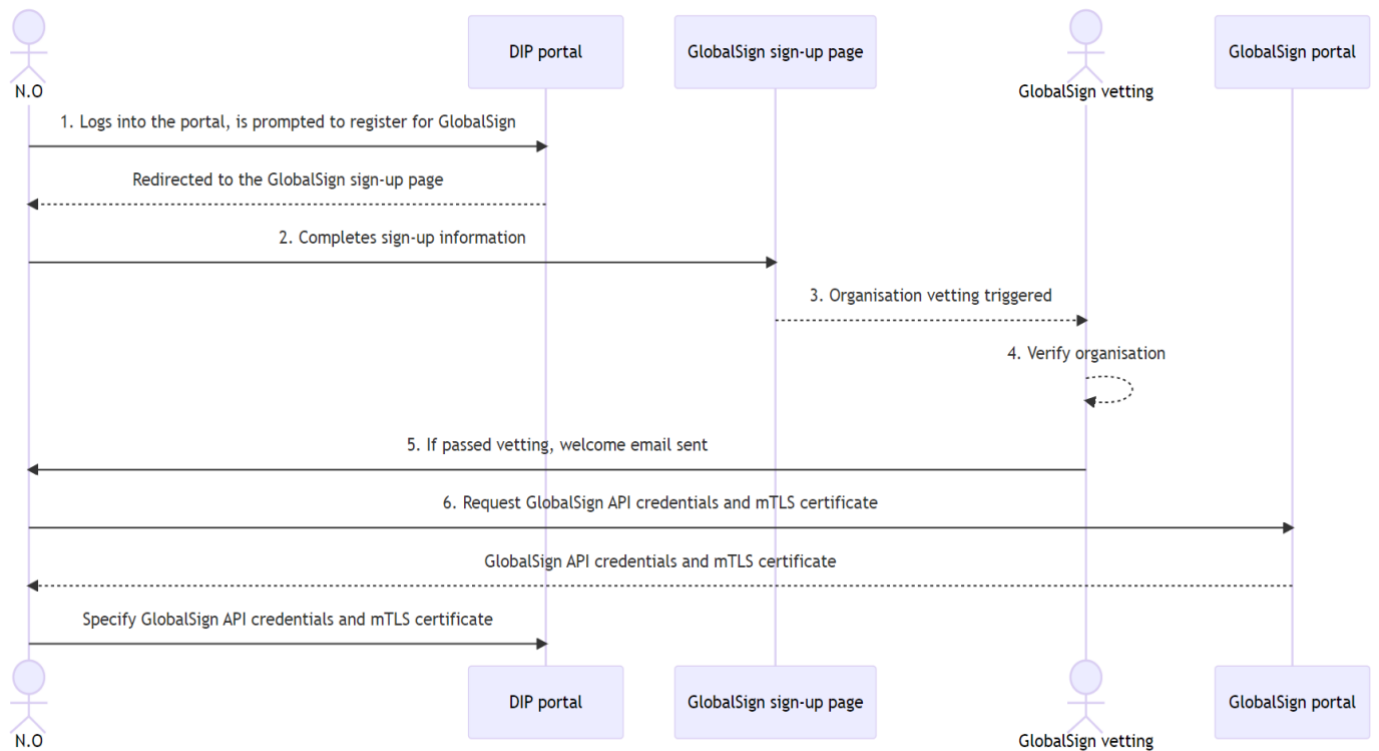 DIP portal
GlobalSign sign-up page
GlobalSign portal
N.O
GlobalSign vetting
1. Logs into the portal, is prompted to register for GlobalSign
Redirected to the GlobalSign sign-up page
2. Completes sign-up information
3. Organisation vetting triggered
4. Verify organisation
5. If passed vetting, welcome email sent
6. Request GlobalSign API credentials and mTLS certificate
GlobalSign API credentials and mTLS certificate
Specify GlobalSign API credentials and mTLS certificate
DIP portal
GlobalSign sign-up page
GlobalSign portal
N.O
GlobalSign vetting